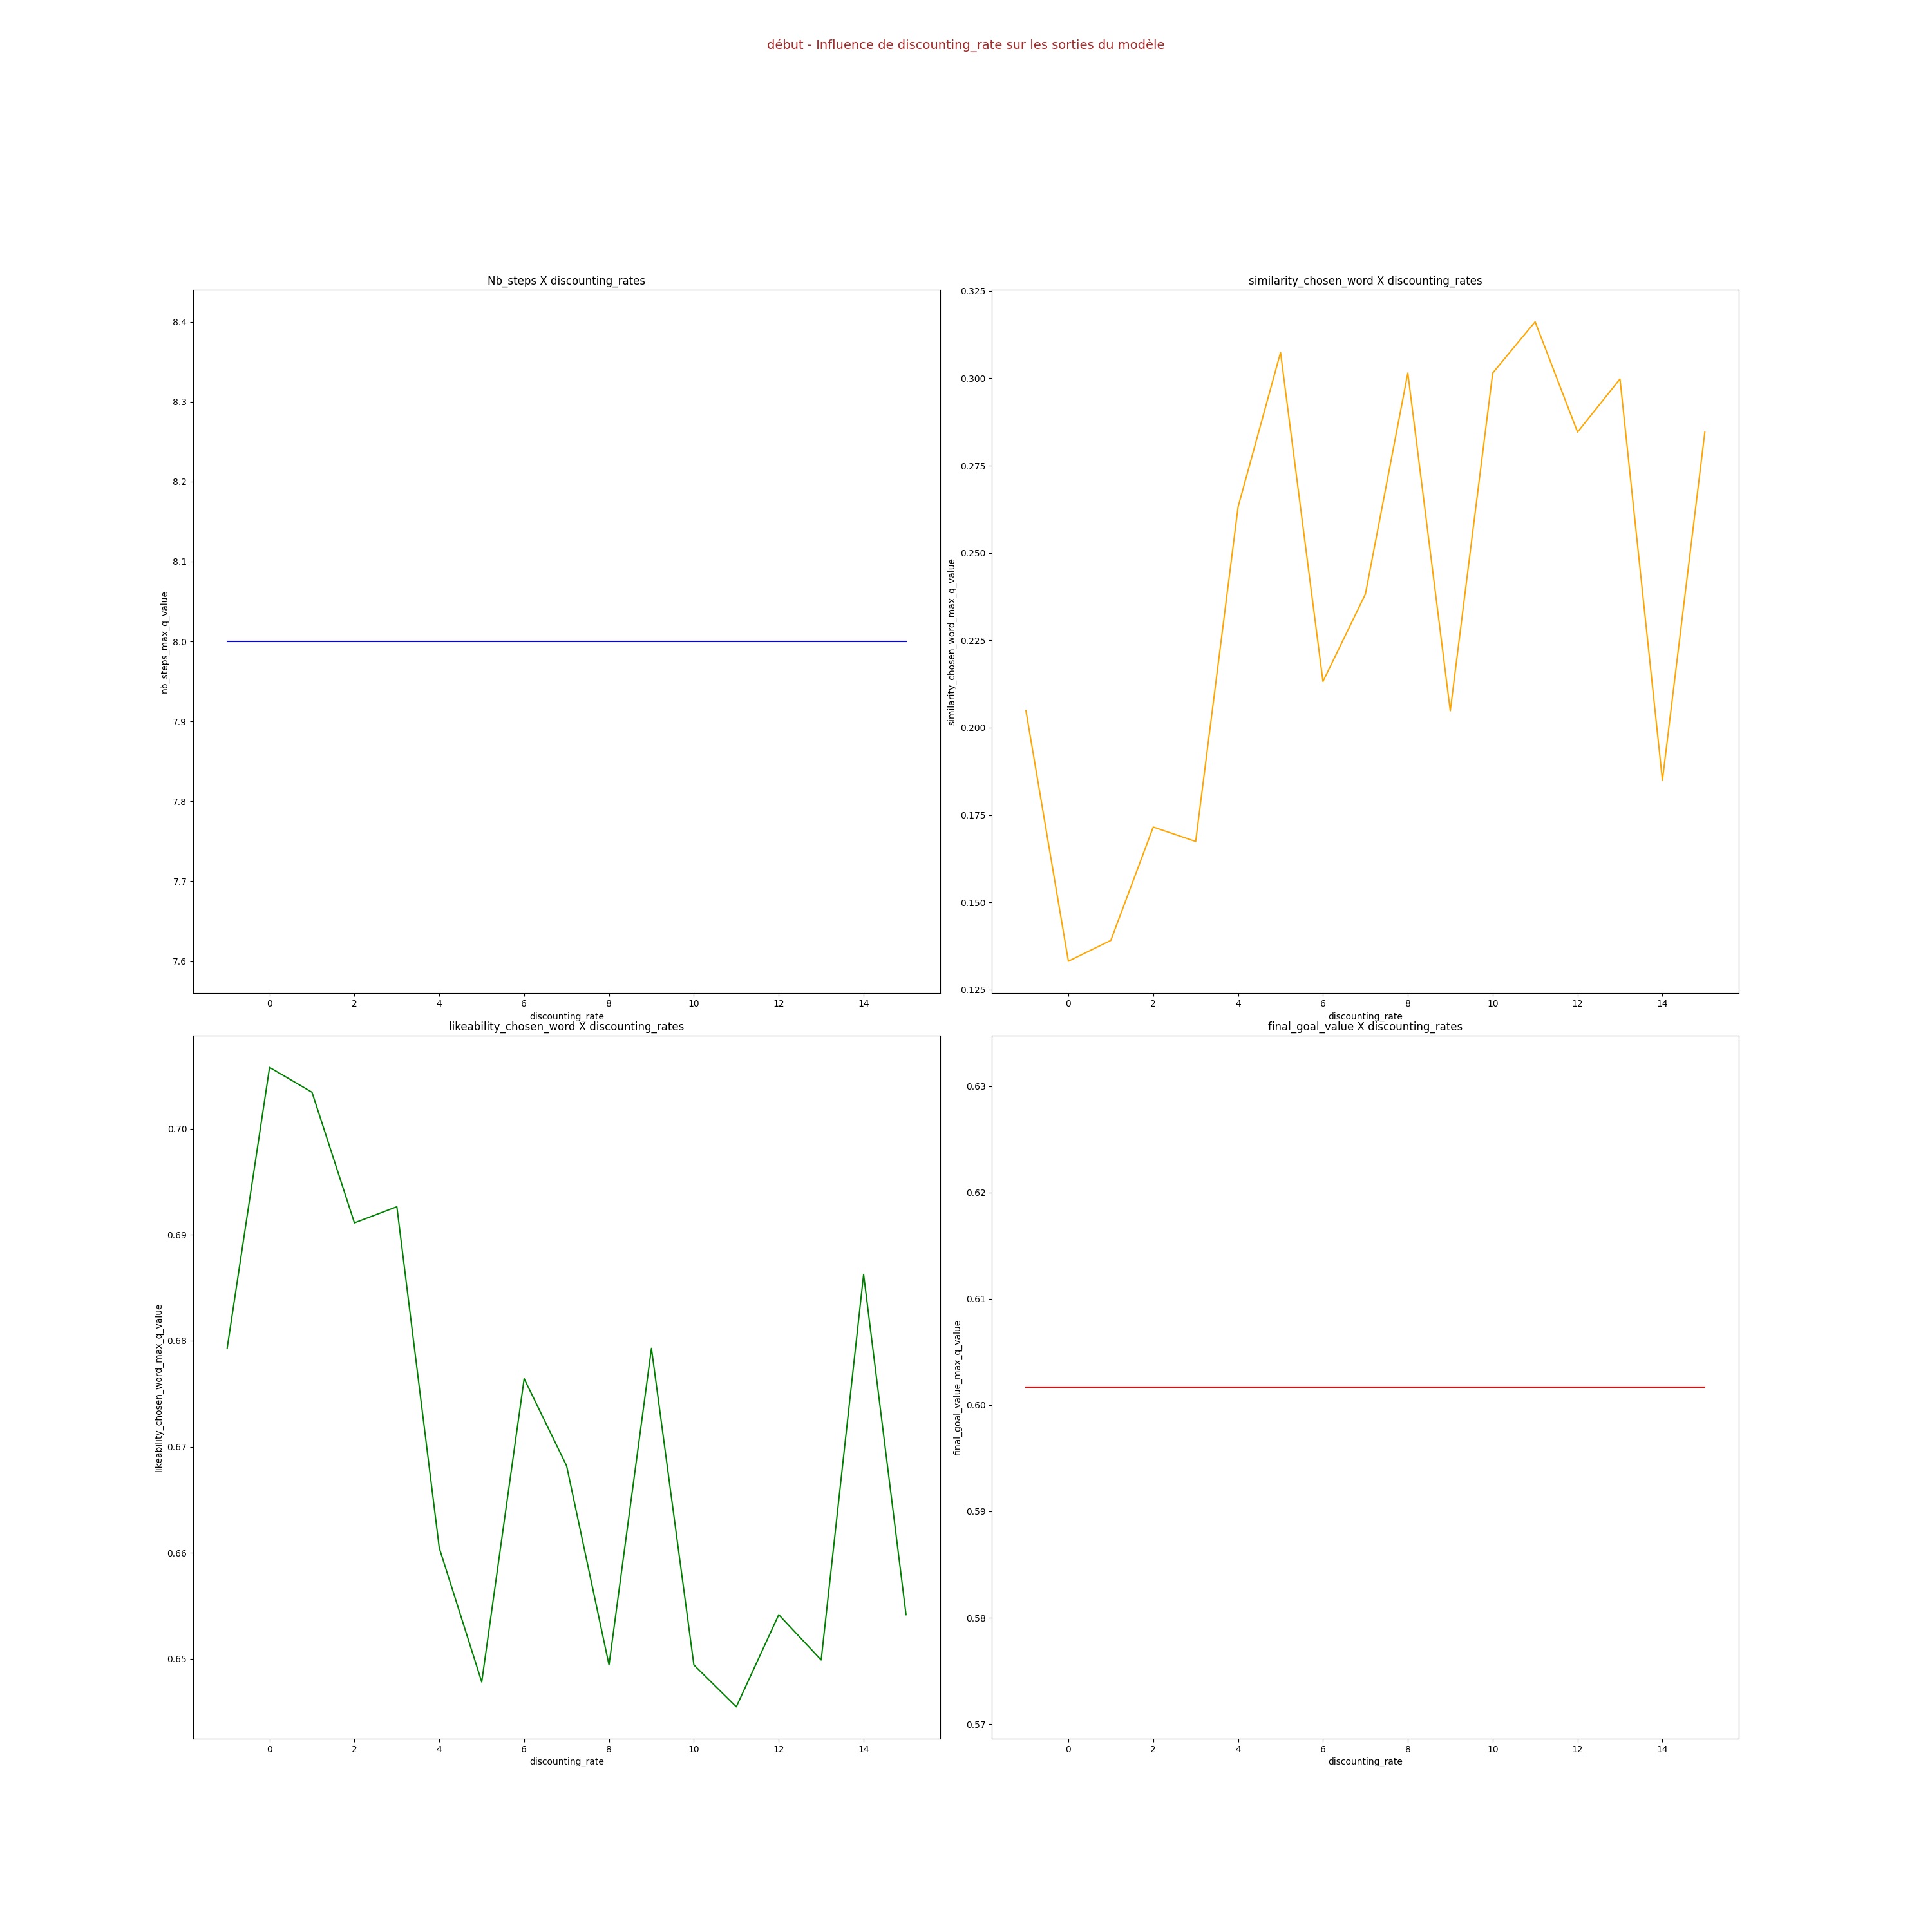 début - Influence de discounting_rate sur les sorties du modèle
Nb_steps X discounting_rates
8.4
8.3
8.2
8.1
8.0
7.9
7.8
7.7
7.6
nb_steps_max_q_value
0 2 4 6 8 10 12 14
discounting_rate
similarity_chosen_word X discounting_rates
0.325
0.300
0.275
0.250
0.225
0.200
0.175
0.150
0.125
similarity_chosen_word_max_q_value
0 2 4 6 8 10 12 14
discounting_rate
likeability_chosen_word X discounting_rates
0.70
0.69
0.68
0.67
0.66
0.65
likeability_chosen_word_max_q_value
0 2 4 6 8 10 12 14
discounting_rate
final_goal_value X discounting_rates
0.63
0.62
0.61
0.60
0.59
0.58
0.57
final_goal_value_max_q_value
0 2 4 6 8 10 12 14
discounting_rate